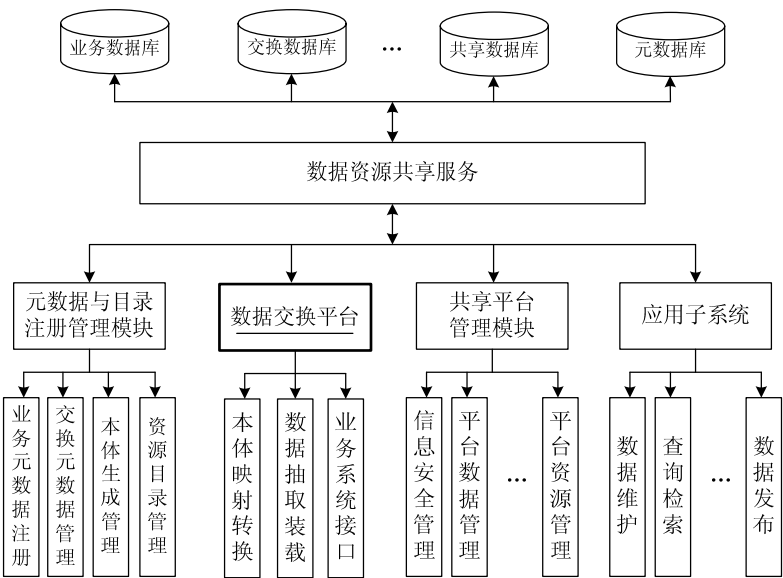 业务数据库
交换数据库
...
共享数据库
元数据库
数据资源共享服务
元数据与目录
注册管理模块
数据交换平台
共享平台
管理模块
应用子系统
业务元数据注册
交换元数据管理
本体生成管理
资源目录管理
本体映射转换
数据抽取装载
业务系统接口
信息安全管理
平台数据管理
...
平台资源管理
数据维护
查询检索
...
数据发布